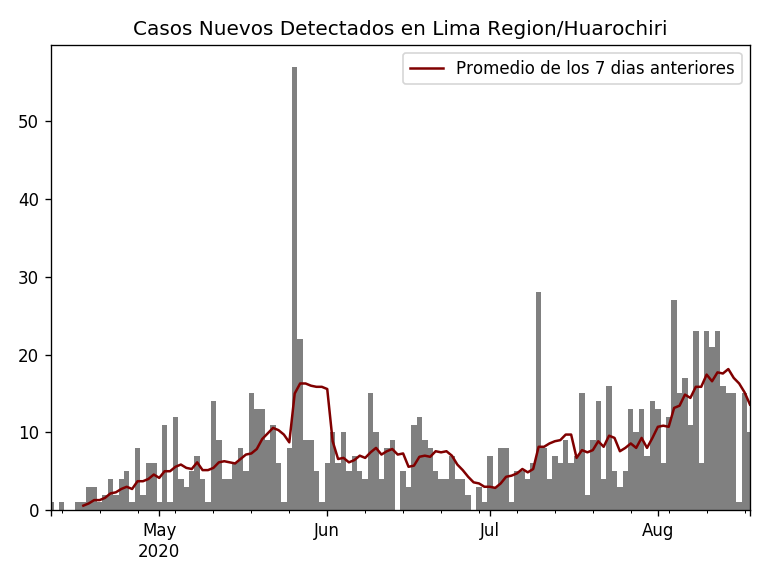 Casos Nuevos Detectados en Lima Region/Huarochiri
Promedio de los 7 dias anteriores
50
40
30
20
10
0
May Jun Jul Aug
2020